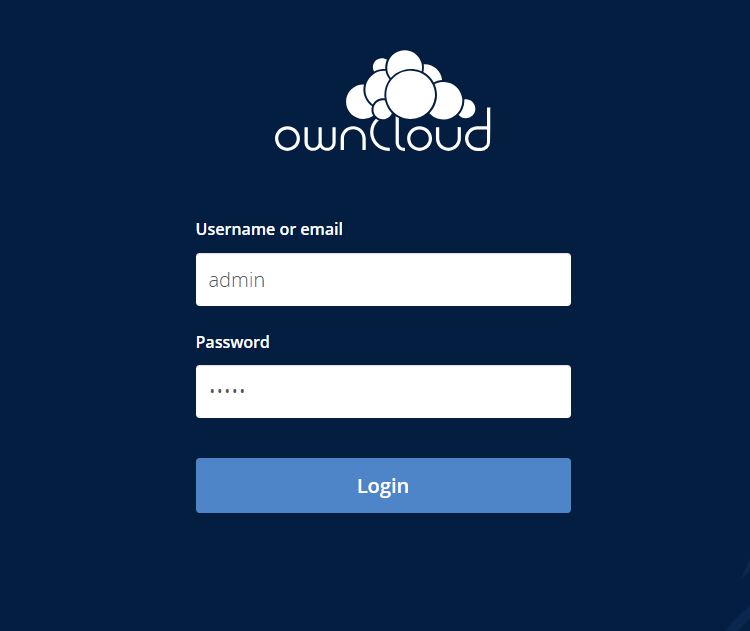 ownCloud
Username or email
admin
Password
•••••
Login